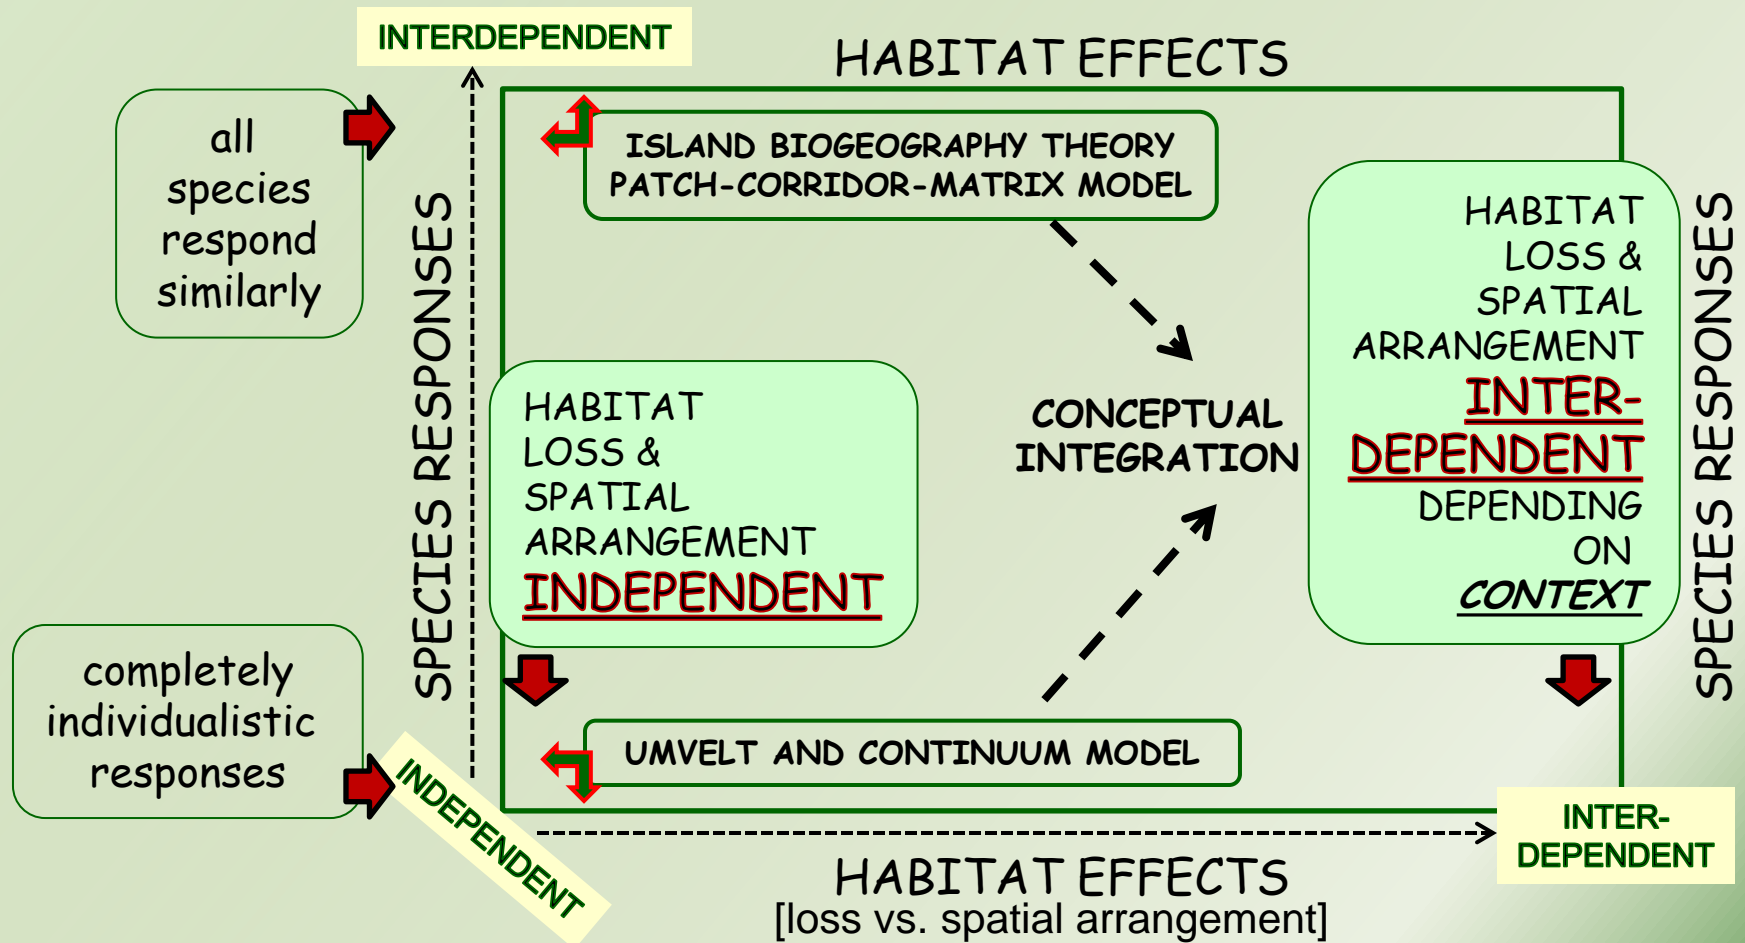 INTERDEPENDENT
HABITAT EFFECTS
all
species
respond
similarly
SPECIES RESPONSES
ISLAND BIOGEOGRAPHY THEORY
PATCH-CORRIDOR-MATRIX MODEL
HABITAT
LOSS &
SPATIAL
ARRANGEMENT
INTER-
DEPENDENT
DEPENDING
ON
CONTEXT
SPECIES RESPONSES
HABITAT
LOSS &
SPATIAL
ARRANGEMENT
INDEPENDENT
CONCEPTUAL
INTEGRATION
completely
individualistic
responses
UMVELT AND CONTINUUM MODEL
INDEPENDENT
INTER-
DEPENDENT
HABITAT EFFECTS
[loss vs. spatial arrangement]